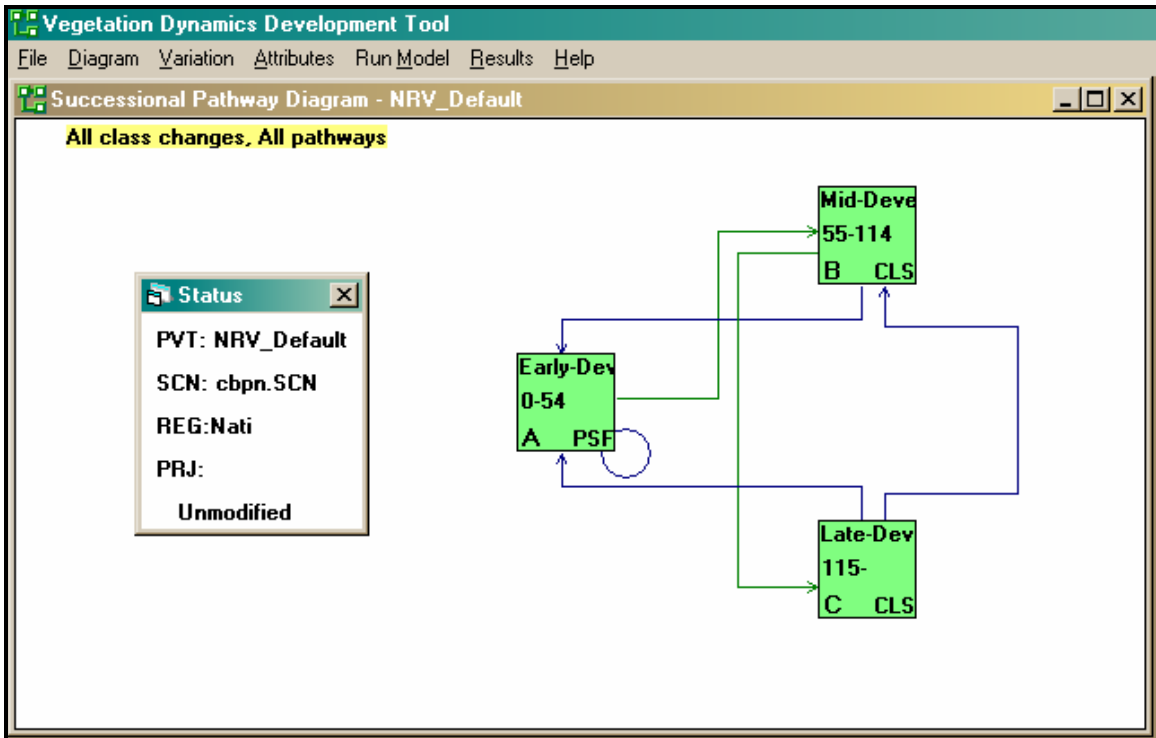 Vegetation Dynamics Development Tool
File Diagram Variation Attributes Run Model Results Help
Successional Pathway Diagram - NRV_Default
All class changes, All pathways
Mid-Deve
55-114
B CLS
Status
PVT: NRV_Default
SCN: cbpn.SCN
REG:Nati
PRJ:
Unmodified
Early-Dev
0-54
A PSF
Late-Dev
115-
C CLS